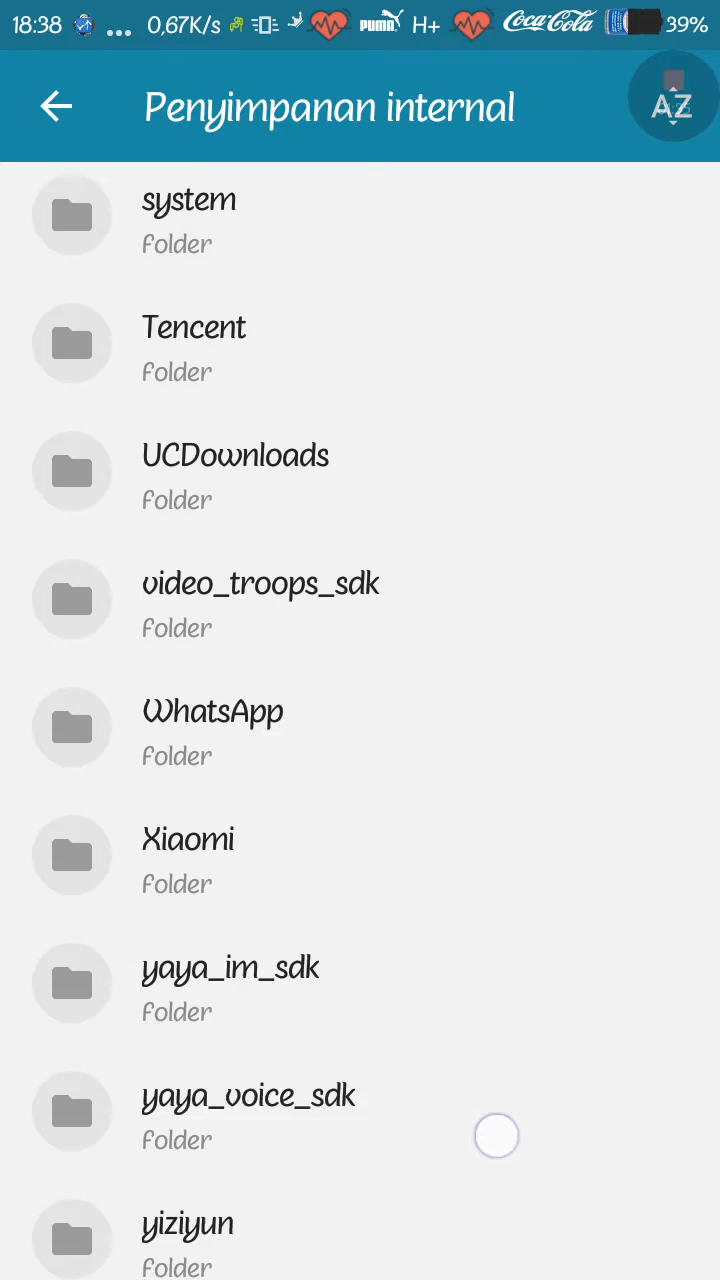 18:38 ... 0,67K/s PUMA H+ Coca-Cola 39%
Penyimpanan internal
AZ
system
folder
Tencent
folder
UCDownloads
folder
video_troops_sdk
folder
WhatsApp
folder
Xiaomi
folder
yaya_im_sdk
folder
yaya_voice_sdk
folder
yiziyun
folder